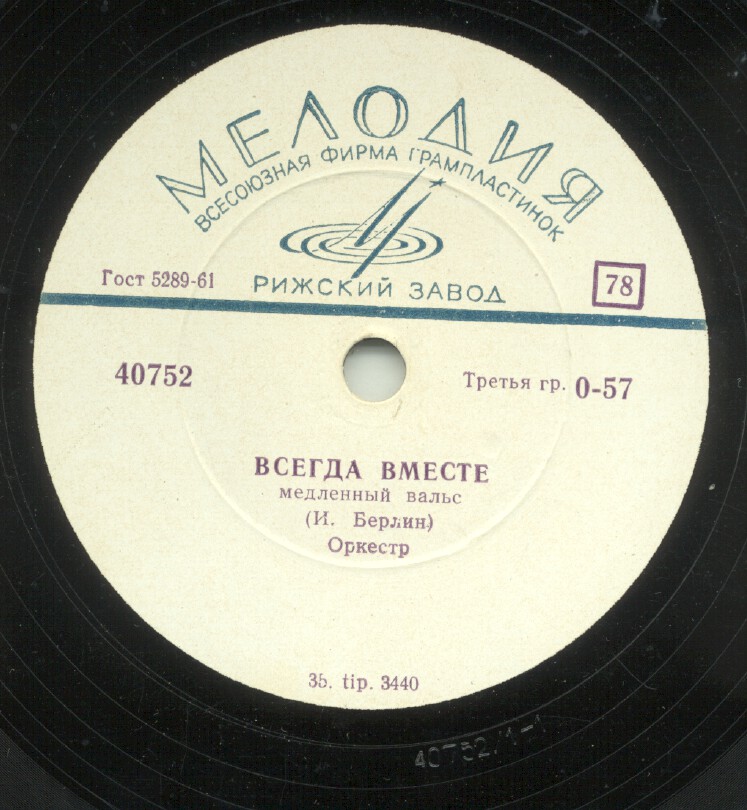 МЕЛОДИЯ
ВСЕСОЮЗНАЯ ФИРМА ГРАМПЛАСТИНОК
РИЖСКИЙ ЗАВОД
Гост 5289-61
78
40752
Третья гр. 0-57
ВСЕГДА ВМЕСТЕ
медленный вальс
(И. Берлин)
Оркестр
35. tip. 3440
40752/1-1